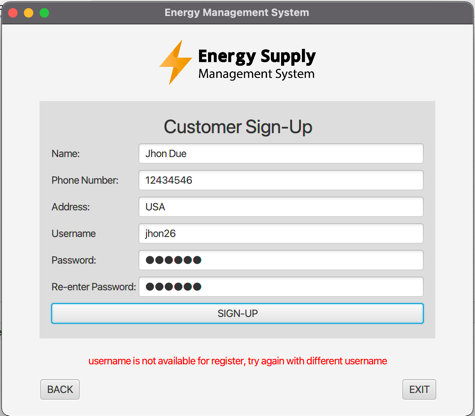 Energy Management System
Energy Supply
Management System
Customer Sign-Up
Name: Jhon Due
Phone Number: 12434546
Address: USA
Username jhon26
Password: ●●●●●●
Re-enter Password: ●●●●●●
SIGN-UP
username is not available for register, try again with different username
BACK EXIT